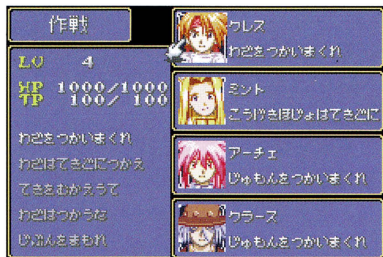 作戦
LV 4
HP 1000/1000
TP 100/ 100
わざをつかいまくれ
わざはてきどにつかえ
てきをむかえうて
わざはつかうな
じぶんをまもれ
クレス
わざをつかいまくれ
ミント
こうげきほじょはてきどに
アーチェ
じゅもんをつかいまくれ
クラース
じゅもんをつかいまくれ